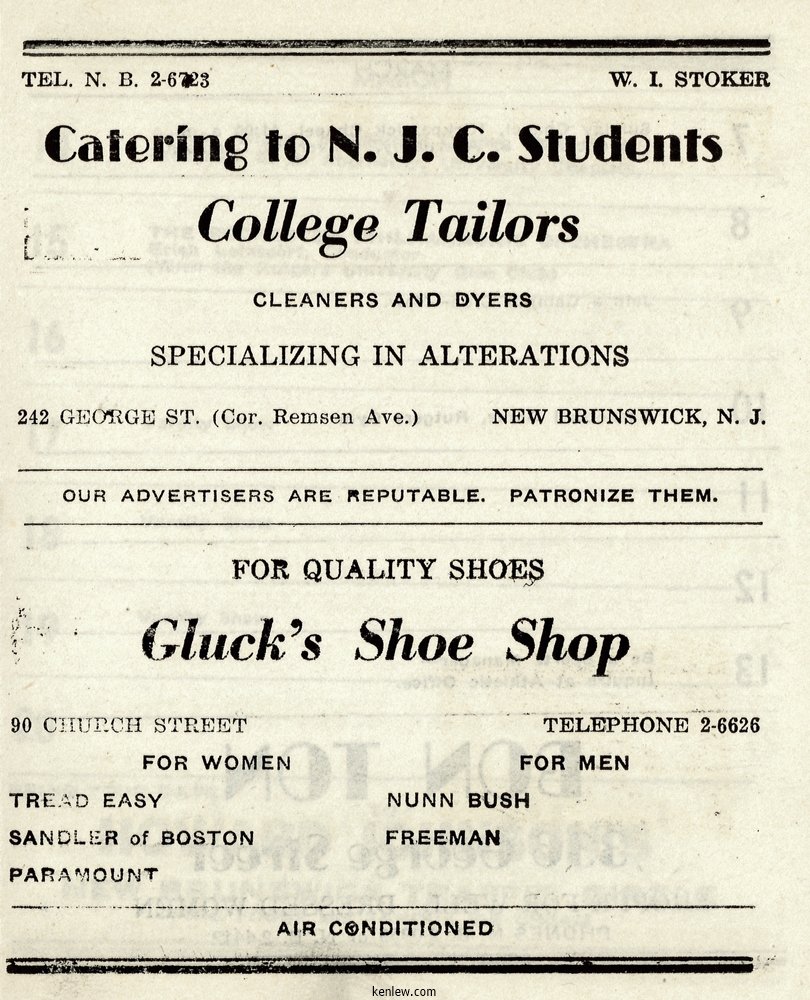 TEL. N. B. 2-6723 W. I. STOKER
Catering to N. J. C. Students
College Tailors
CLEANERS AND DYERS
SPECIALIZING IN ALTERATIONS
242 GEORGE ST. (Cor. Remsen Ave.) NEW BRUNSWICK, N. J.
OUR ADVERTISERS ARE REPUTABLE. PATRONIZE THEM.
FOR QUALITY SHOES
Gluck's Shoe Shop
90 CHURCH STREET TELEPHONE 2-6626
FOR WOMEN FOR MEN
TREAD EASY NUNN BUSH
SANDLER of BOSTON FREEMAN
PARAMOUNT
AIR CONDITIONED
kenlew.com